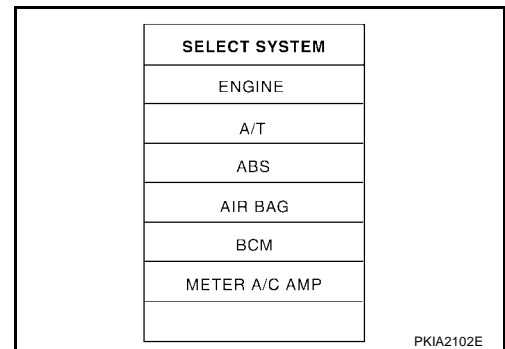 SELECT SYSTEM
ENGINE
A/T
ABS
AIR BAG
BCM
METER A/C AMP
PKIA2102E